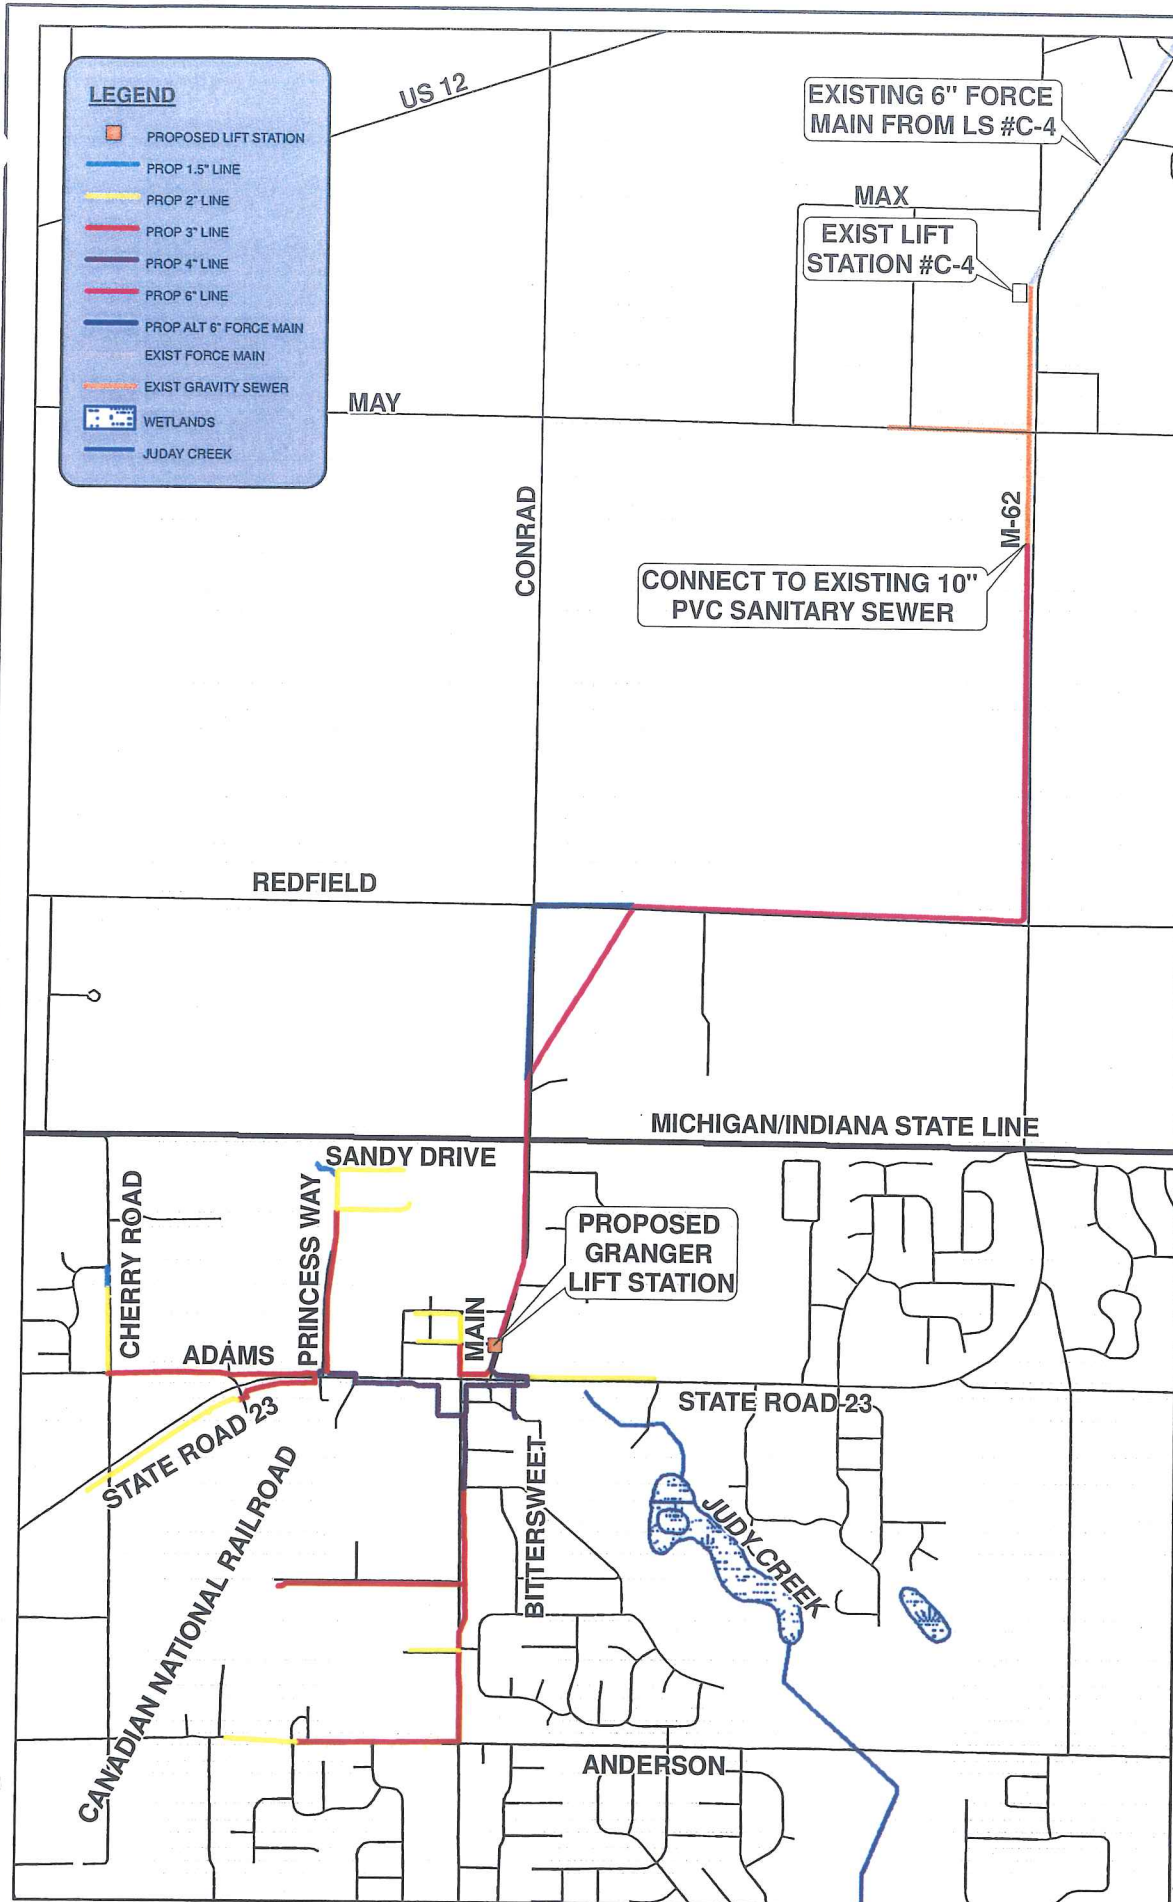 LEGEND
PROPOSED LIFT STATION
PROP 1.5" LINE
PROP 2" LINE
PROP 3" LINE
PROP 4" LINE
PROP 6" LINE
PROP ALT 6" FORCE MAIN
EXIST FORCE MAIN
EXIST GRAVITY SEWER
WETLANDS
JUDAY CREEK
US 12
EXISTING 6" FORCE
MAIN FROM LS #C-4
MAX
EXIST LIFT
STATION #C-4
MAY
CONRAD
M-62
CONNECT TO EXISTING 10"
PVC SANITARY SEWER
REDFIELD
MICHIGAN/INDIANA STATE LINE
SANDY DRIVE
CHERRY ROAD
PRINCESS WAY
PROPOSED
GRANGER
LIFT STATION
MAIN
ADAMS
STATE ROAD 23
STATE ROAD 23
CANADIAN NATIONAL RAILROAD
BITTERSWEET
JUDY CREEK
ANDERSON